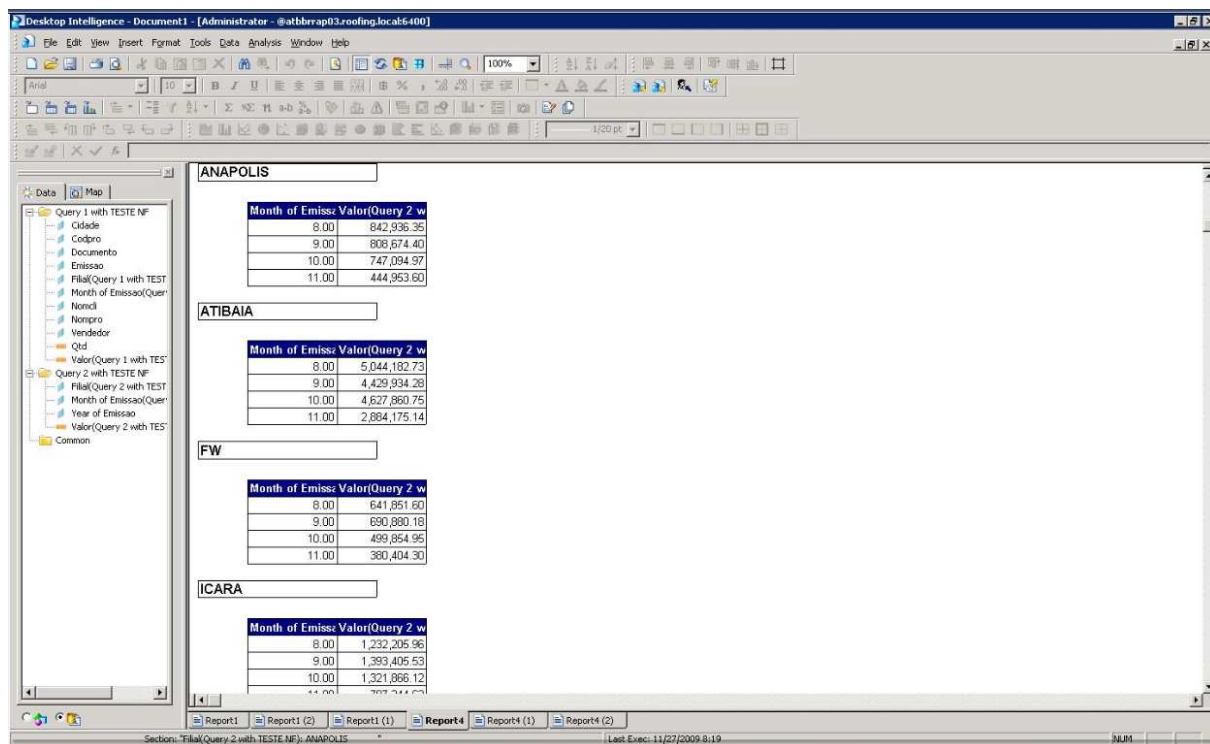 Desktop Intelligence - Document1 - [Administrator - @atbbrrap03.roofing.local:6400]
File Edit View Insert Format Tools Data Analysis Window Help
100%
Arial 10 B I U
1/20 pt
Data Map
Query 1 with TESTE NF
Cidade
Codpro
Documento
Emissao
Filial(Query 1 with TEST
Month of Emissao(Quer
Nomcli
Nompro
Vendedor
Qtd
Valor(Query 1 with TES
Query 2 with TESTE NF
Filial(Query 2 with TEST
Month of Emissao(Quer
Year of Emissao
Valor(Query 2 with TES
Common
ANAPOLIS
Month of Emissa Valor(Query 2 w
8.00 842,936.35
9.00 808,674.40
10.00 747,094.97
11.00 444,953.60
ATIBAIA
Month of Emissa Valor(Query 2 w
8.00 5,044,182.73
9.00 4,429,934.28
10.00 4,627,860.75
11.00 2,884,175.14
FW
Month of Emissa Valor(Query 2 w
8.00 641,851.60
9.00 690,880.18
10.00 499,854.95
11.00 380,404.30
ICARA
Month of Emissa Valor(Query 2 w
8.00 1,232,205.96
9.00 1,393,405.53
10.00 1,321,866.12
Report1 Report1 (2) Report1 (1) Report4 Report4 (1) Report4 (2)
Section: "Filial(Query 2 with TESTE NF): ANAPOLIS " Last Exec: 11/27/2009 8:19 NUM